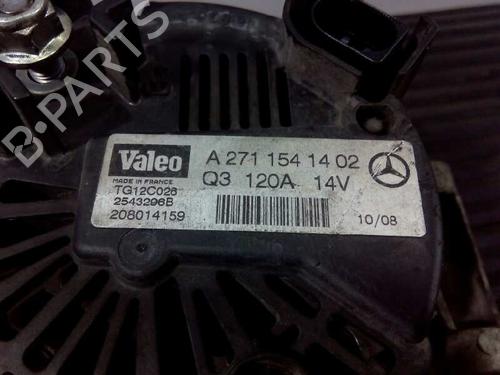 B-PARTS
Valeo
MADE IN FRANCE
TG12C026
2543296B
208014159
A 271 154 14 02
Q3 120A 14V
10/08